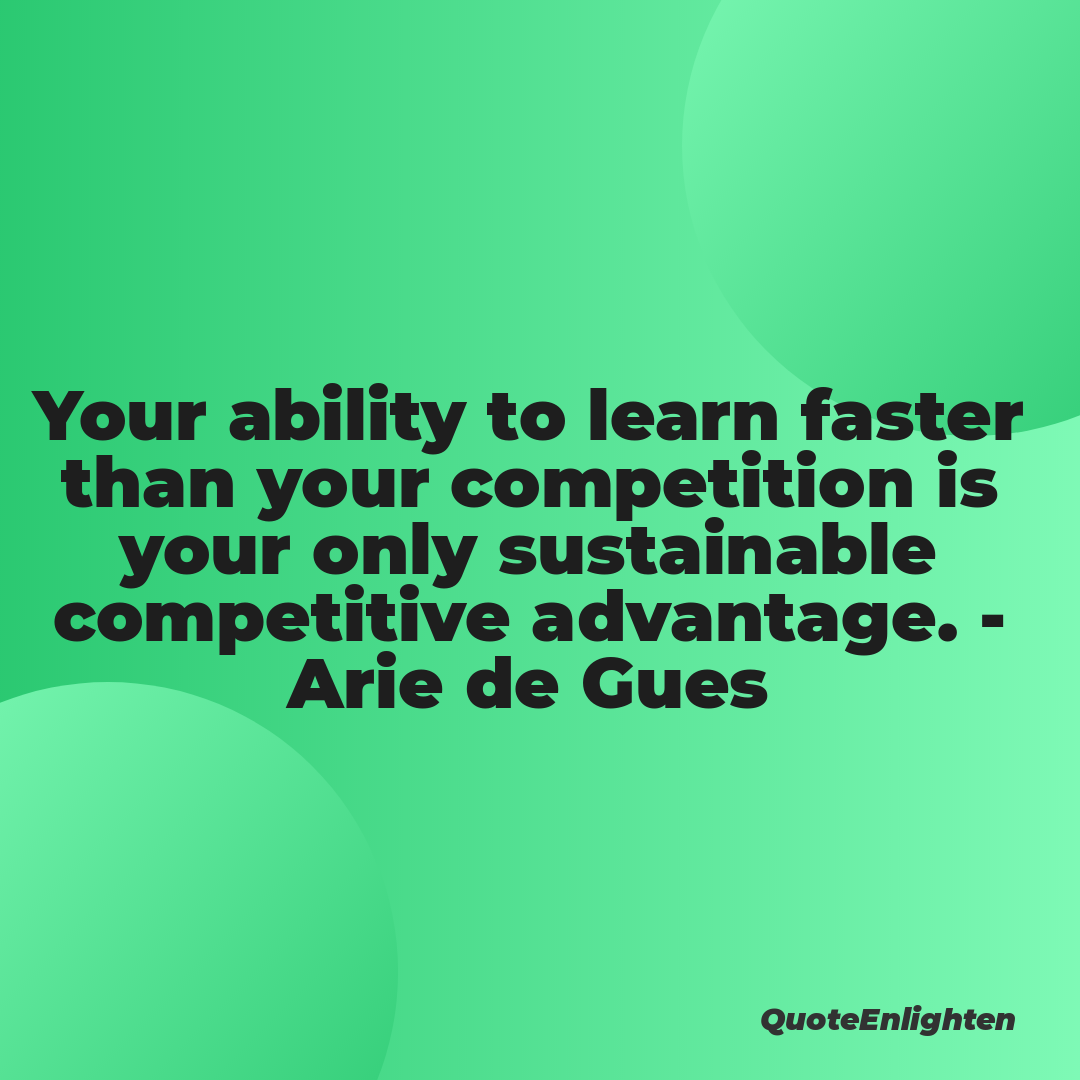 Your ability to learn faster
than your competition is
your only sustainable
competitive advantage. -
Arie de Gues
QuoteEnlighten